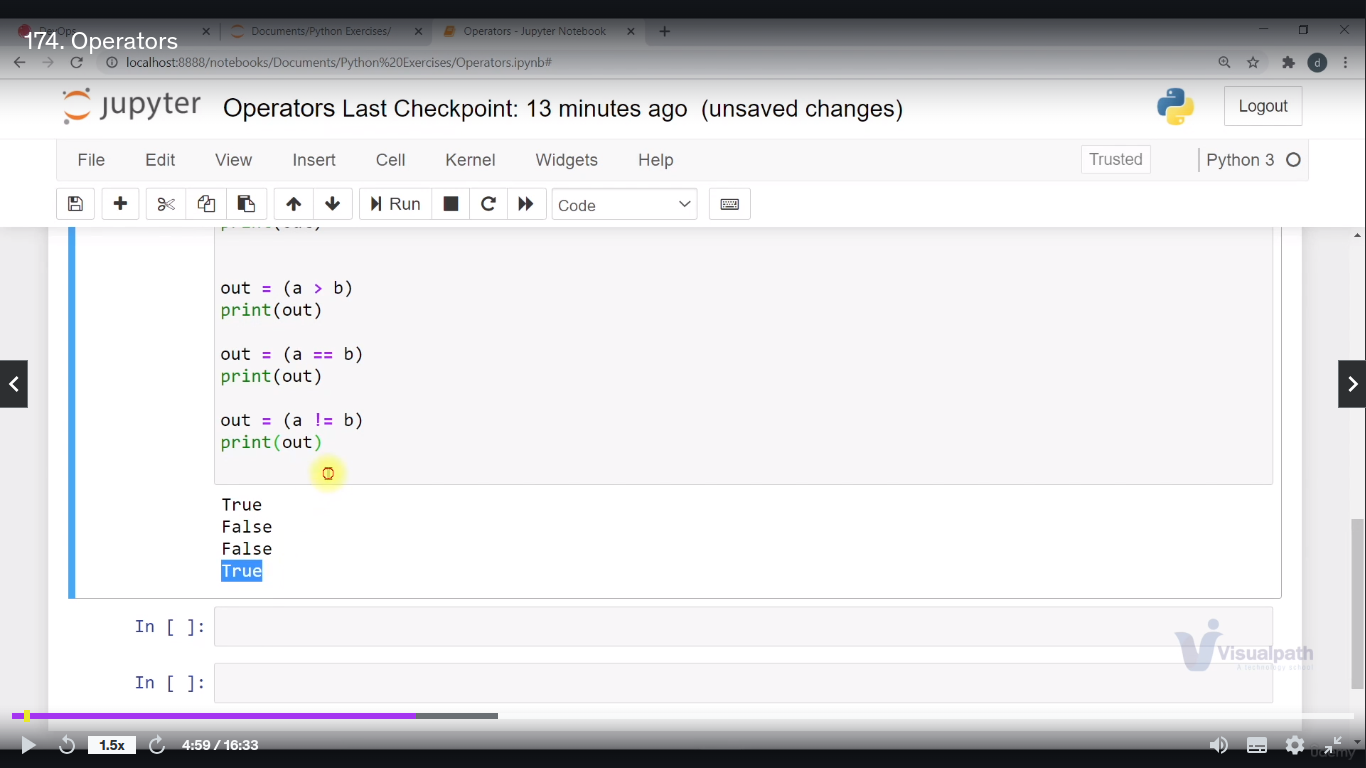 174. Operators
Documents/Python Exercises/
Operators - Jupyter Notebook
localhost:8888/notebooks/Documents/Python%20Exercises/Operators.ipynb#
d
jupyter
Operators Last Checkpoint: 13 minutes ago (unsaved changes)
Logout
File Edit View Insert Cell Kernel Widgets Help
Trusted
Python 3
Run
Code
out = (a > b)
print(out)
out = (a == b)
print(out)
out = (a != b)
print(out)
True
False
False
True
In [ ]:
In [ ]:
Visualpath
A technology school
1.5x
4:59 / 16:33
udemy